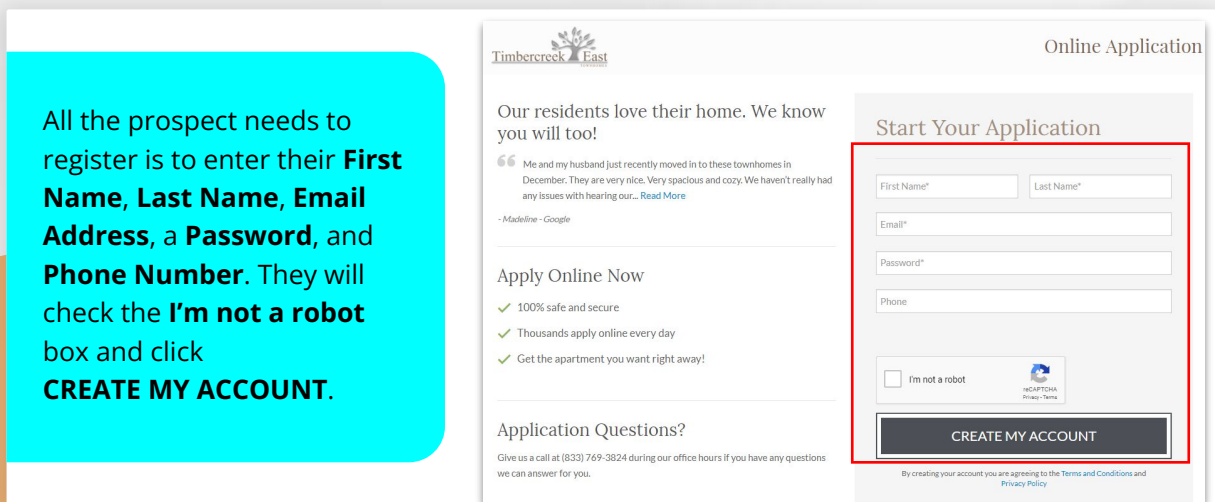 All the prospect needs to
register is to enter their First
Name, Last Name, Email
Address, a Password, and
Phone Number. They will
check the I'm not a robot
box and click
CREATE MY ACCOUNT.
Timbercreek East
Online Application
Our residents love their home. We know
you will too!
Me and my husband just recently moved in to these townhomes in
December. They are very nice. Very spacious and cozy. We haven't really had
any issues with hearing our... Read More
- Madeline - Google
Apply Online Now
100% safe and secure
Thousands apply online every day
Get the apartment you want right away!
Application Questions?
Give us a call at (833) 769-3824 during our office hours if you have any questions
we can answer for you.
Start Your Application
First Name* Last Name*
Email*
Password*
Phone
I'm not a robot
reCAPTCHA
Privacy - Terms
CREATE MY ACCOUNT
By creating your account you are agreeing to the Terms and Conditions and
Privacy Policy